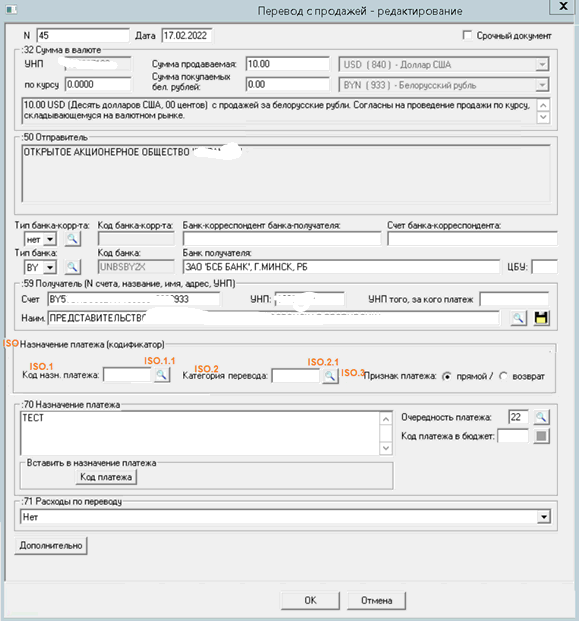 Перевод с продажей - редактирование
N 45 Дата 17.02.2022 Срочный документ
:32 Сумма в валюте
УНП Сумма продаваемая: 10.00 USD ( 840 ) - Доллар США
по курсу 0.0000 Сумма покупаемых бел. рублей: 0.00 BYN ( 933 ) - Белорусский рубль
10.00 USD (Десять долларов США, 00 центов) с продажей за белорусские рубли. Согласны на проведение продажи по курсу,
складывающемуся на валютном рынке.
:50 Отправитель
ОТКРЫТОЕ АКЦИОНЕРНОЕ ОБЩЕСТВО
Тип банка-корр-та: Код банка-корр-та: Банк-корреспондент банка-получателя: Счет банка-корреспондента:
нет
Тип банка: Код банка: Банк получателя:
BY UNBSBY2X ЗАО 'БСБ БАНК', Г.МИНСК, РБ ЦБУ:
:59 Получатель (N счета, название, имя, адрес, УНП)
Счет BY5 933 УНП: УНП того, за кого платеж
Наим. ПРЕДСТАВИТЕЛЬСТВО
ISO Назначение платежа (кодификатор)
ISO.1 ISO.1.1 ISO.2 ISO.2.1 ISO.3
Код назн. платежа: Категория перевода: Признак платежа: прямой / возврат
:70 Назначение платежа
ТЕСТ
Очередность платежа: 22
Код платежа в бюджет:
Вставить в назначение платежа
Код платежа
:71 Расходы по переводу
Нет
Дополнительно
OK Отмена